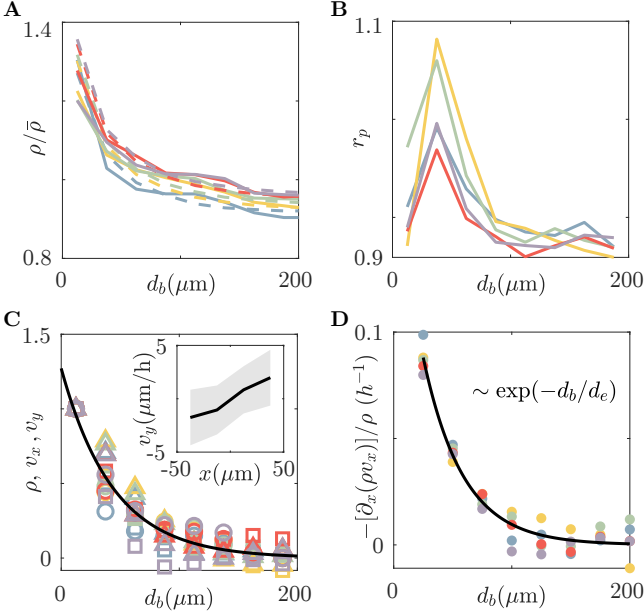 A
1.4
ρ/ρ̄
0.8
0
d_b(μm)
200
B
1.1
r_p
0.9
0
d_b(μm)
200
C
1.5
ρ, v_x, v_y
0
0
d_b(μm)
200
5
v_y(μm/h)
-5
-50
x(μm)
50
D
0.1
−[∂_x(ρv_x)]/ρ (h⁻¹)
0
∼ exp(−d_b/d_e)
0
d_b(μm)
200